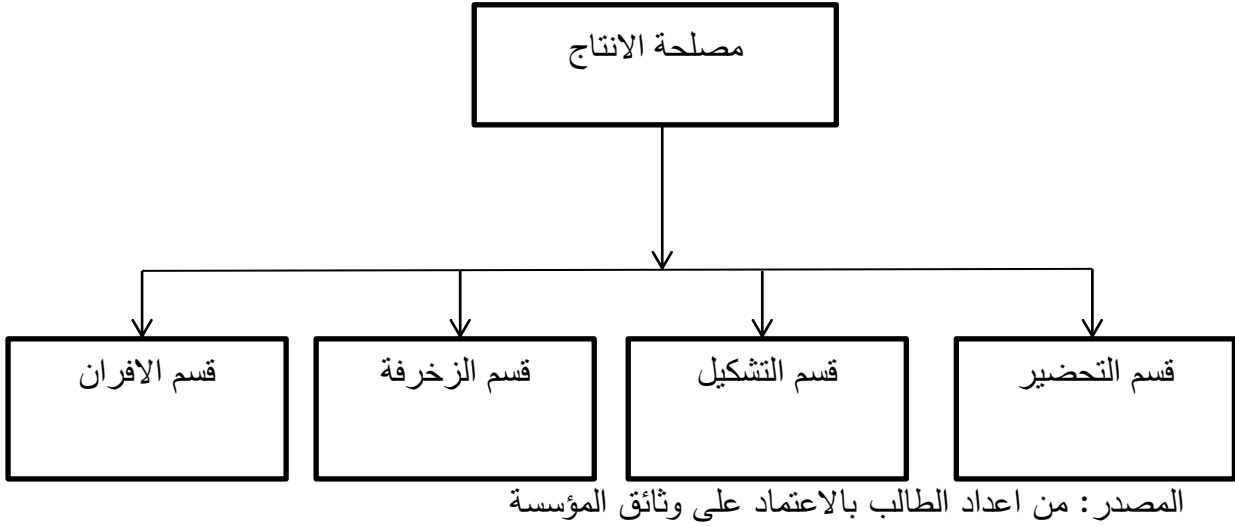 مصلحة الانتاج
قسم التحضير
قسم التشكيل
قسم الزخرفة
قسم الافران
المصدر: من اعداد الطالب بالاعتماد على وثائق المؤسسة